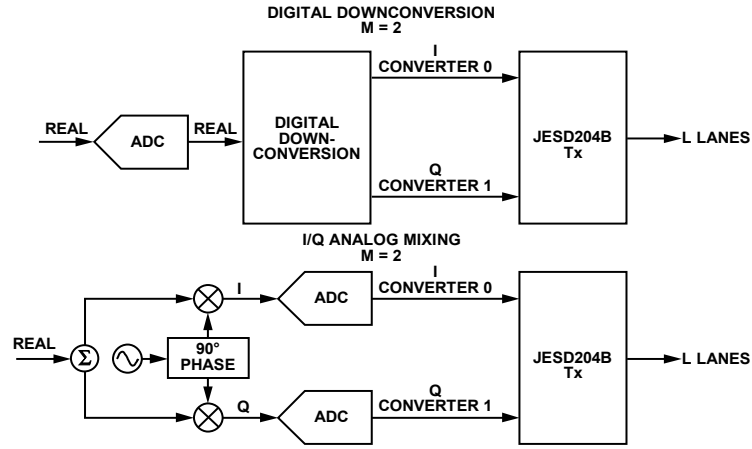 DIGITAL DOWNCONVERSION
M = 2
I
CONVERTER 0
REAL
ADC
REAL
DIGITAL
DOWN-
CONVERSION
JESD204B
Tx
L LANES
Q
CONVERTER 1
I/Q ANALOG MIXING
M = 2
I
ADC
I
CONVERTER 0
REAL
Σ
90°
PHASE
JESD204B
Tx
L LANES
Q
ADC
Q
CONVERTER 1